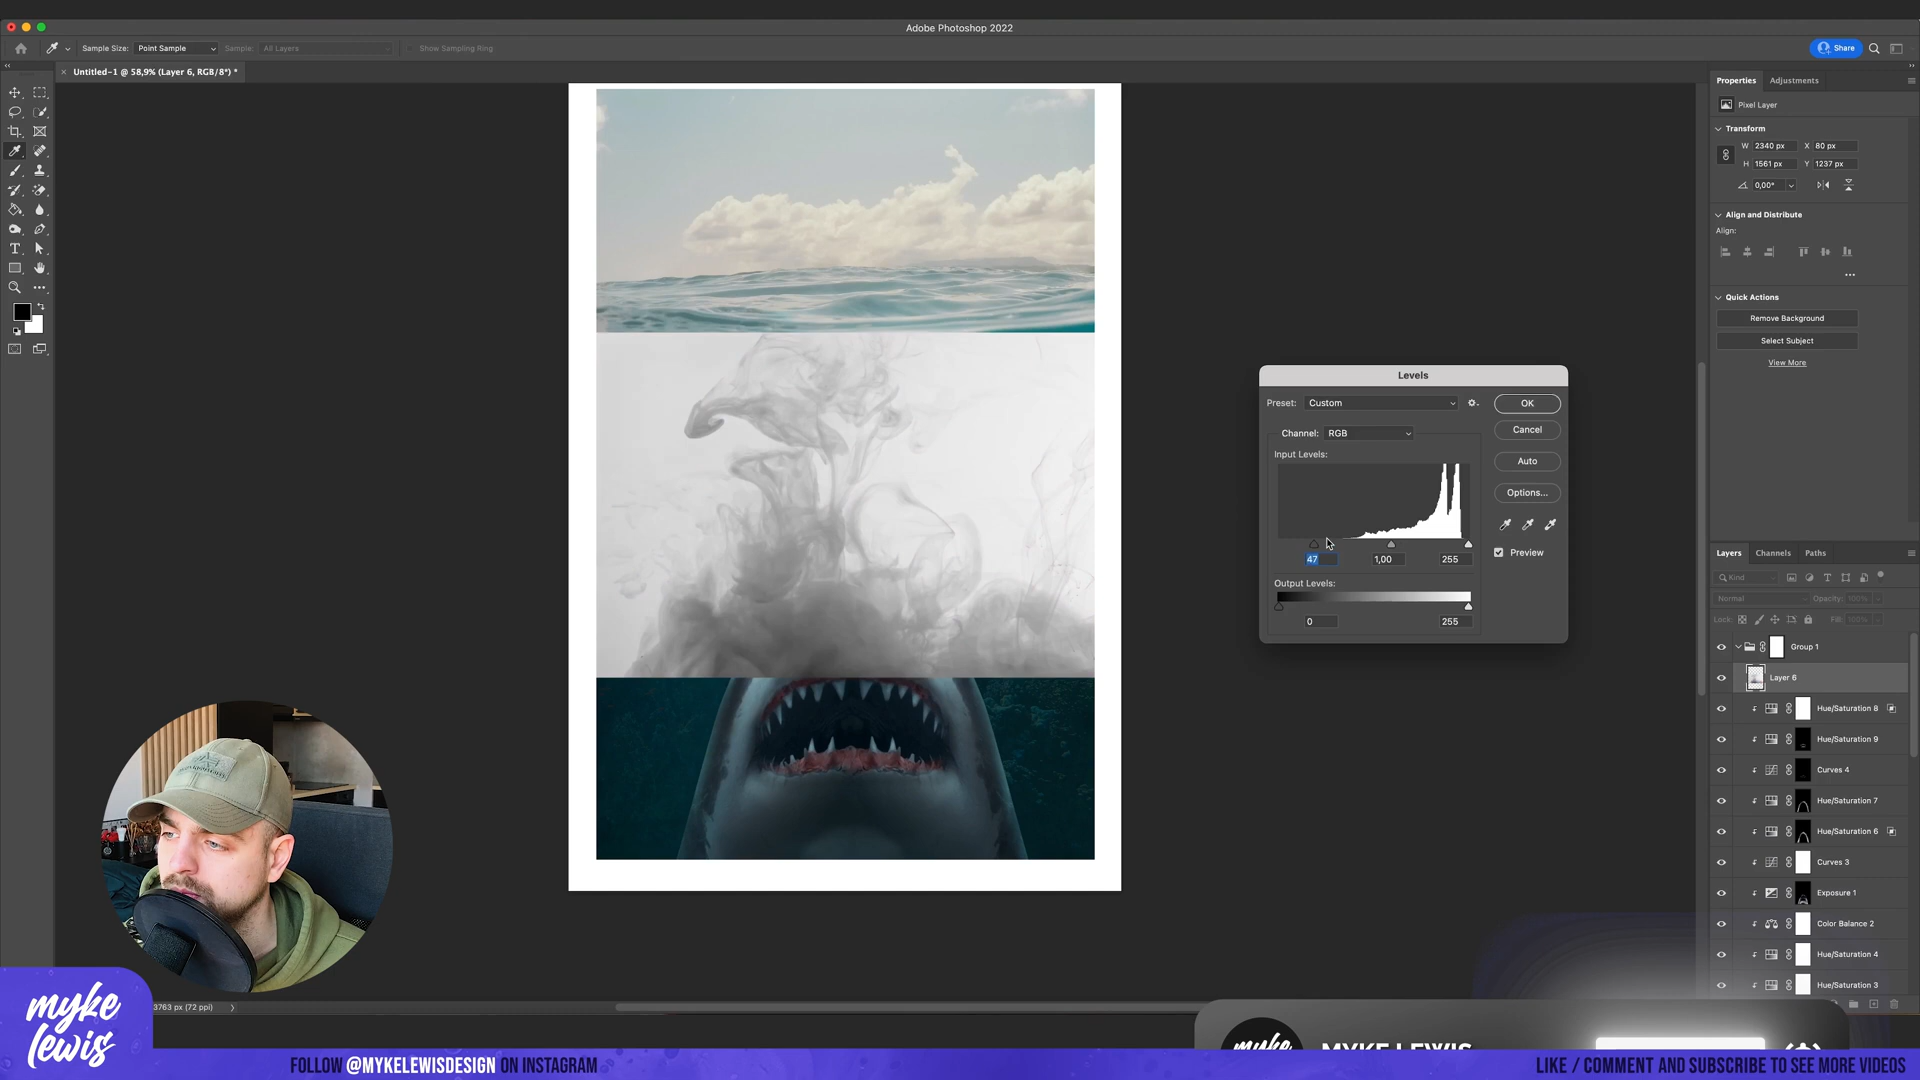 Adobe Photoshop 2022
Sample Size: Point Sample Sample: All Layers Show Sampling Ring
Share
Untitled-1 @ 58,9% (Layer 6, RGB/8*) *
Properties Adjustments
Pixel Layer
Transform
W 2340 px X 80 px
H 1561 px Y 1237 px
0,00°
Align and Distribute
Align:
Quick Actions
Remove Background
Select Subject
View More
Levels
Preset: Custom
OK
Channel: RGB
Cancel
Input Levels:
Auto
Options...
Preview
47 1,00 255
Output Levels:
0 255
Layers Channels Paths
Kind
Normal Opacity: 100%
Lock: Fill: 100%
Group 1
Layer 6
Hue/Saturation 8
Hue/Saturation 9
Curves 4
Hue/Saturation 7
Hue/Saturation 6
Curves 3
Exposure 1
Color Balance 2
Hue/Saturation 4
Hue/Saturation 3
3763 px (72 ppi)
myke
lewis
myke
MYKE LEWIS
FOLLOW @MYKELEWISDESIGN ON INSTAGRAM
LIKE / COMMENT AND SUBSCRIBE TO SEE MORE VIDEOS